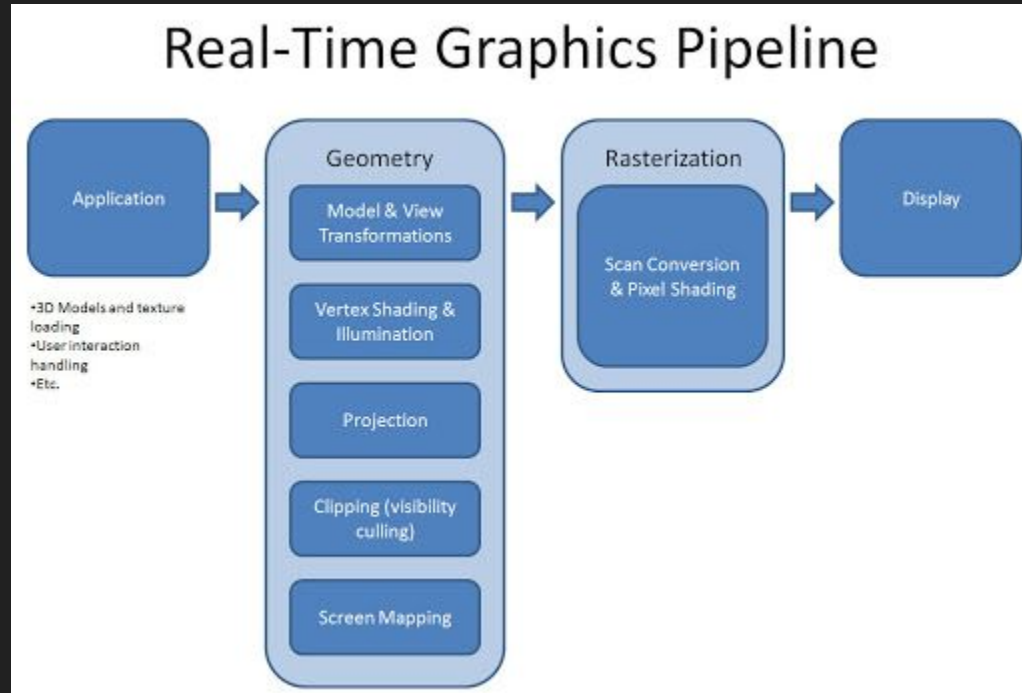 Real-Time Graphics Pipeline
Application
•3D Models and texture
loading
•User interaction
handling
•Etc.
Geometry
Model & View
Transformations
Vertex Shading &
Illumination
Projection
Clipping (visibility
culling)
Screen Mapping
Rasterization
Scan Conversion
& Pixel Shading
Display